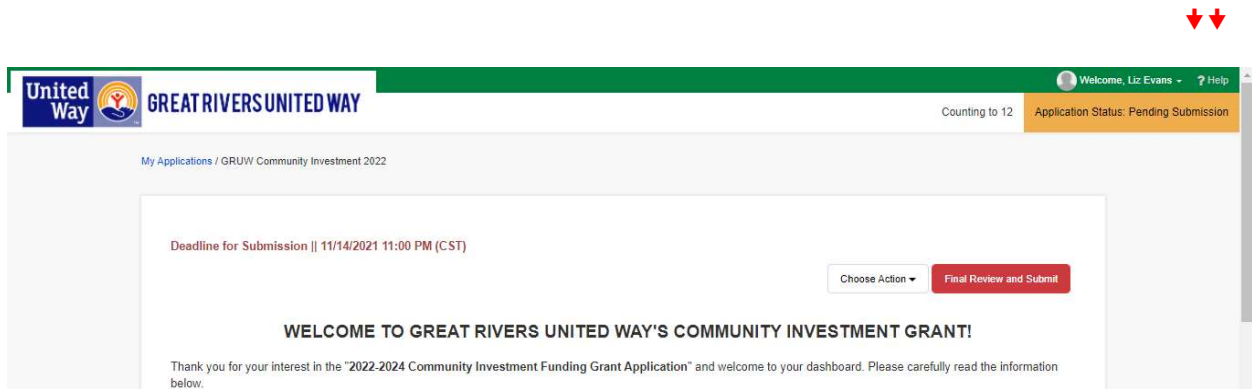 Welcome, Liz Evans ? Help
United Way GREAT RIVERS UNITED WAY
Counting to 12 Application Status: Pending Submission
My Applications / GRUW Community Investment 2022
Deadline for Submission || 11/14/2021 11:00 PM (CST)
Choose Action Final Review and Submit
WELCOME TO GREAT RIVERS UNITED WAY'S COMMUNITY INVESTMENT GRANT!
Thank you for your interest in the "2022-2024 Community Investment Funding Grant Application" and welcome to your dashboard. Please carefully read the information
below.